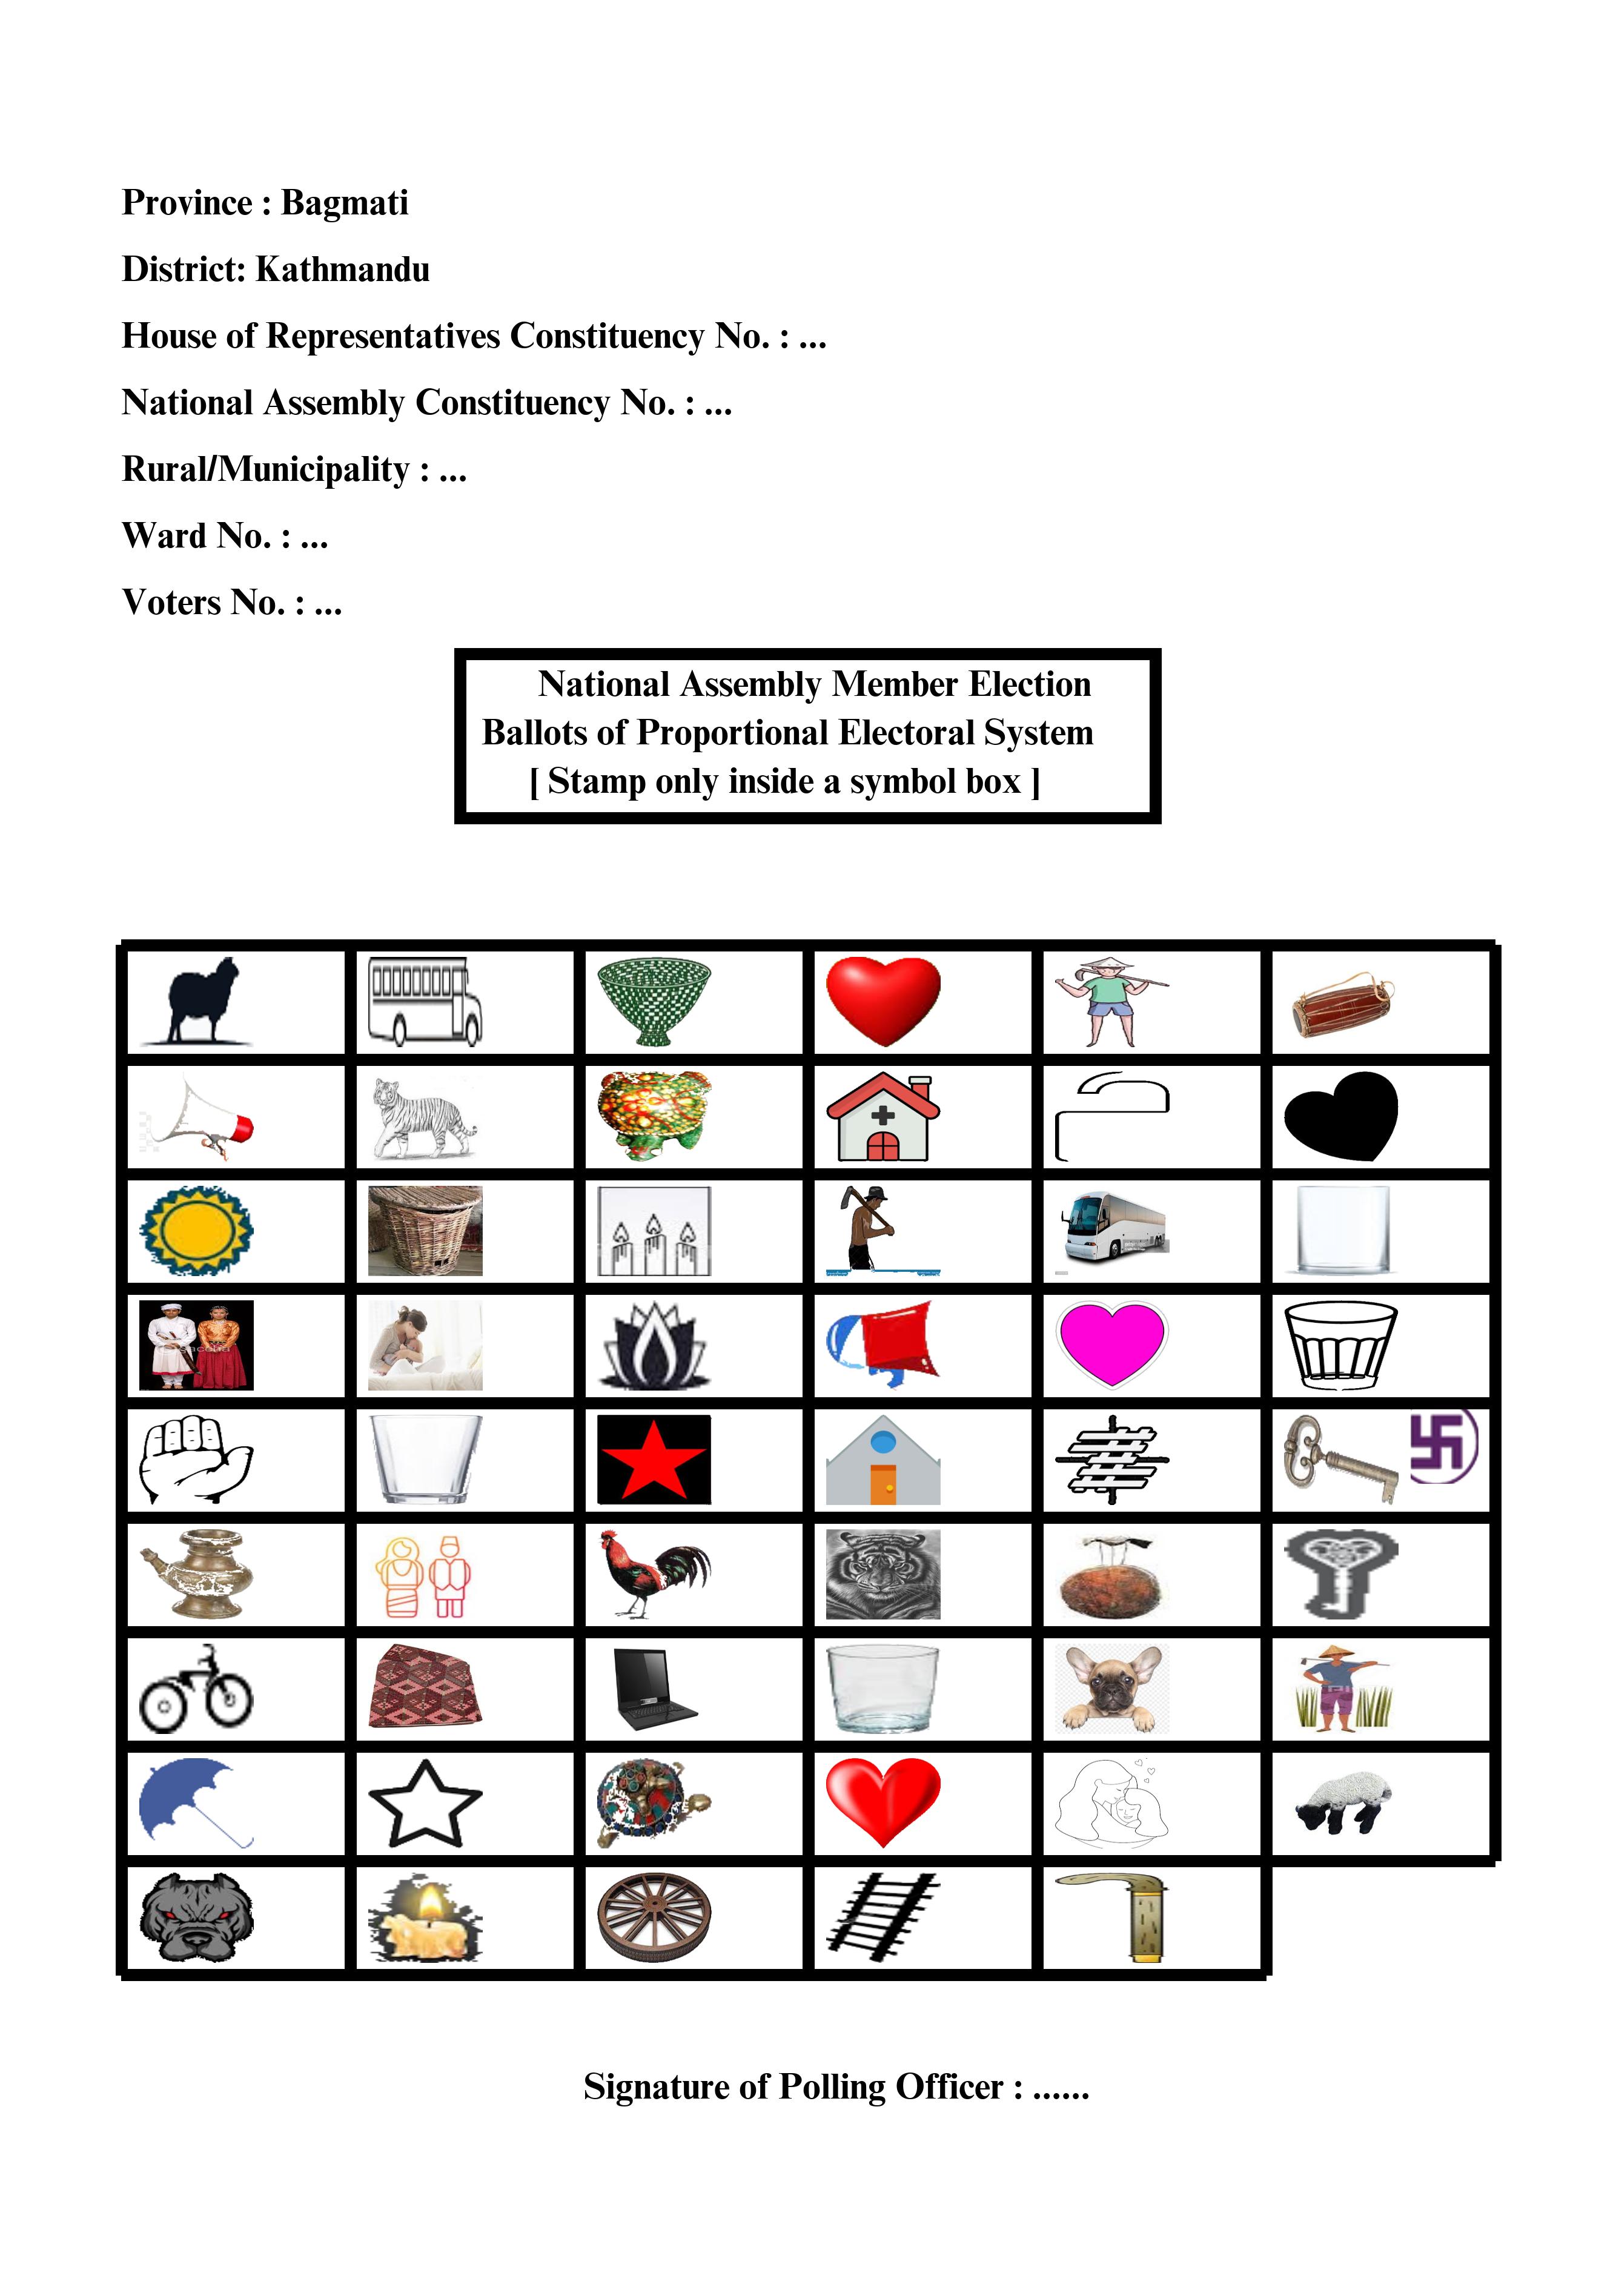 Province : Bagmati
District: Kathmandu
House of Representatives Constituency No. : ...
National Assembly Constituency No. : ...
Rural/Municipality : ...
Ward No. : ...
Voters No. : ...
National Assembly Member Election
Ballots of Proportional Electoral System
[ Stamp only inside a symbol box ]
Signature of Polling Officer : ......